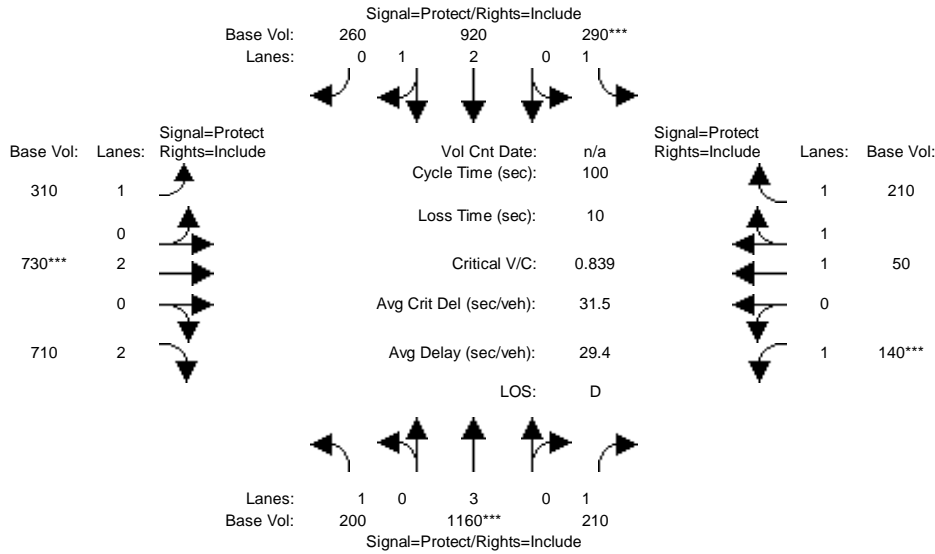 Signal=Protect/Rights=Include
Base Vol: 260 920 290***
Lanes: 0 1 2 0 1
Signal=Protect
Base Vol: Lanes: Rights=Include
Vol Cnt Date: n/a
Signal=Protect
Rights=Include Lanes: Base Vol:
Cycle Time (sec): 100
310 1
1 210
Loss Time (sec): 10
0
1
730*** 2
Critical V/C: 0.839
1 50
0
Avg Crit Del (sec/veh): 31.5
0
710 2
Avg Delay (sec/veh): 29.4
1 140***
LOS: D
Lanes: 1 0 3 0 1
Base Vol: 200 1160*** 210
Signal=Protect/Rights=Include